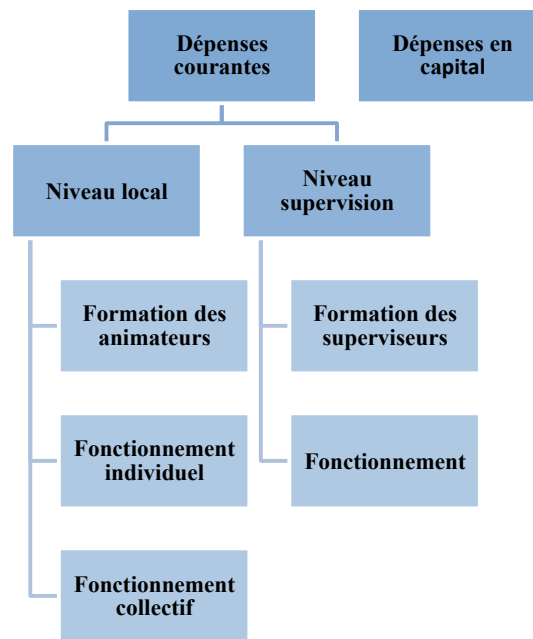 Dépenses
courantes
Dépenses en
capital
Niveau local
Niveau
supervision
Formation des
animateurs
Formation des
superviseurs
Fonctionnement
individuel
Fonctionnement
Fonctionnement
collectif